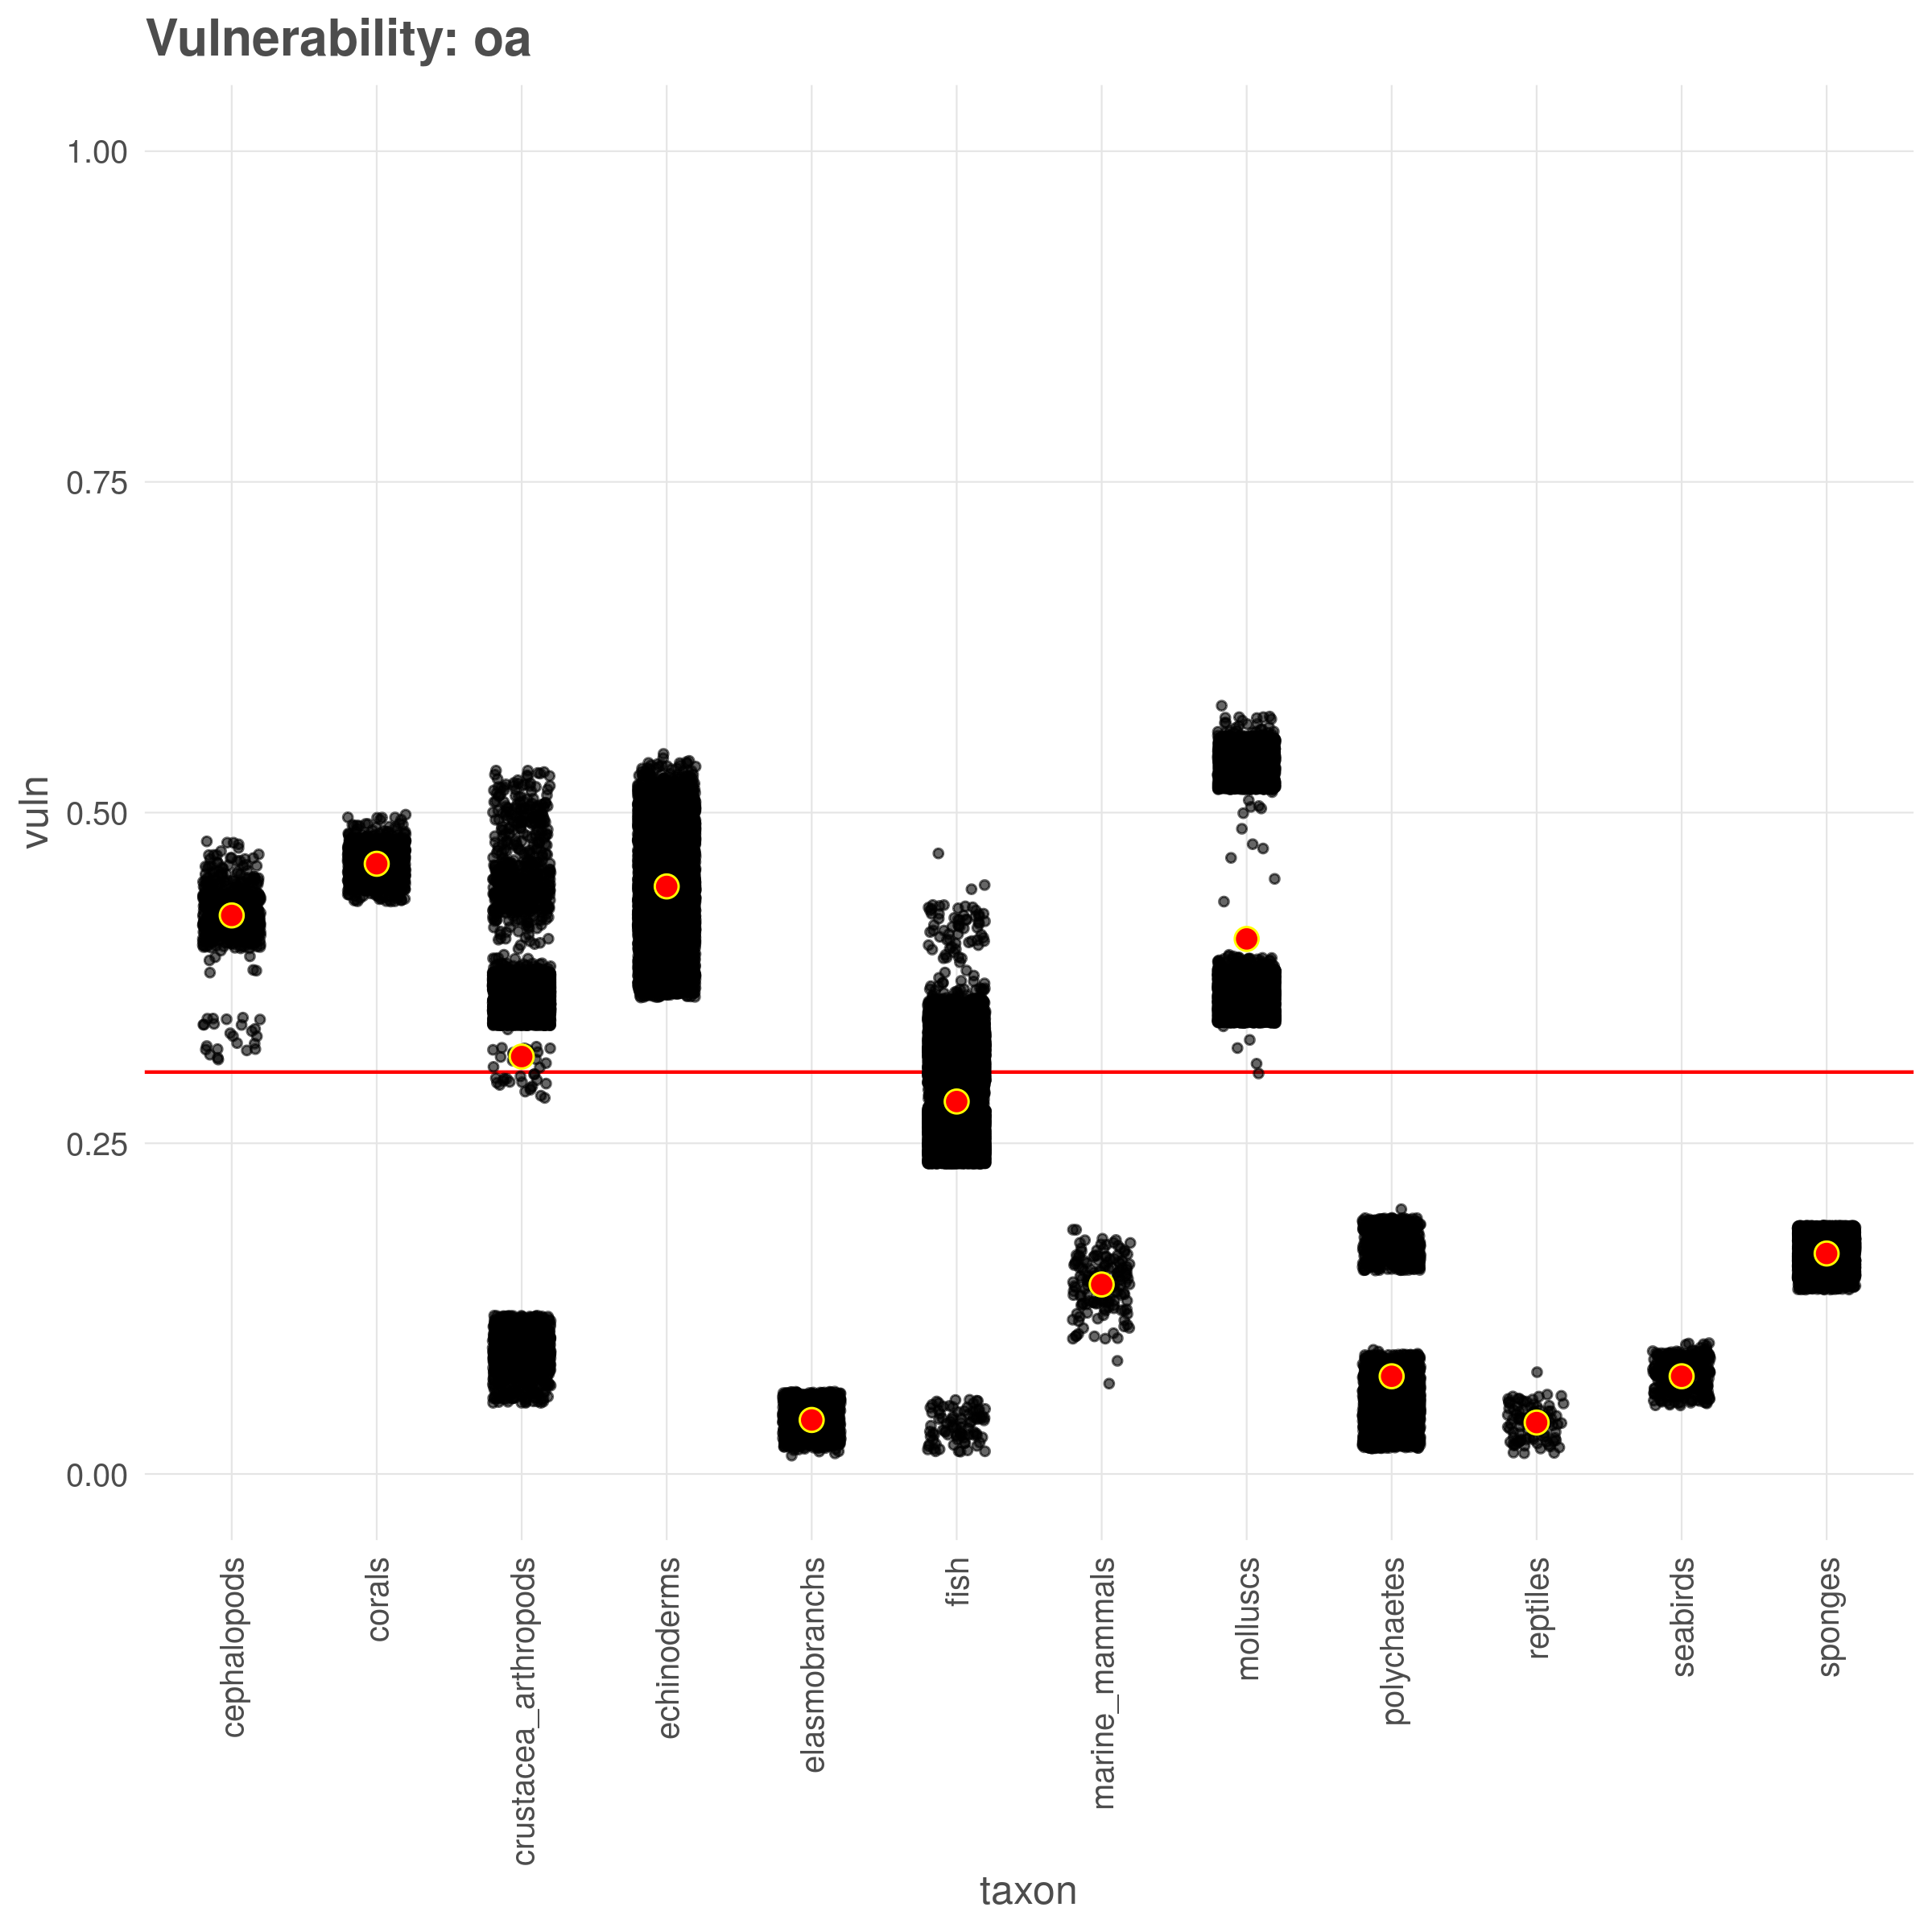 Vulnerability: oa
vuln
1.00
0.75
0.50
0.25
0.00
cephalopods
corals
crustacea_arthropods
echinoderms
elasmobranchs
fish
marine_mammals
molluscs
polychaetes
reptiles
seabirds
sponges
taxon